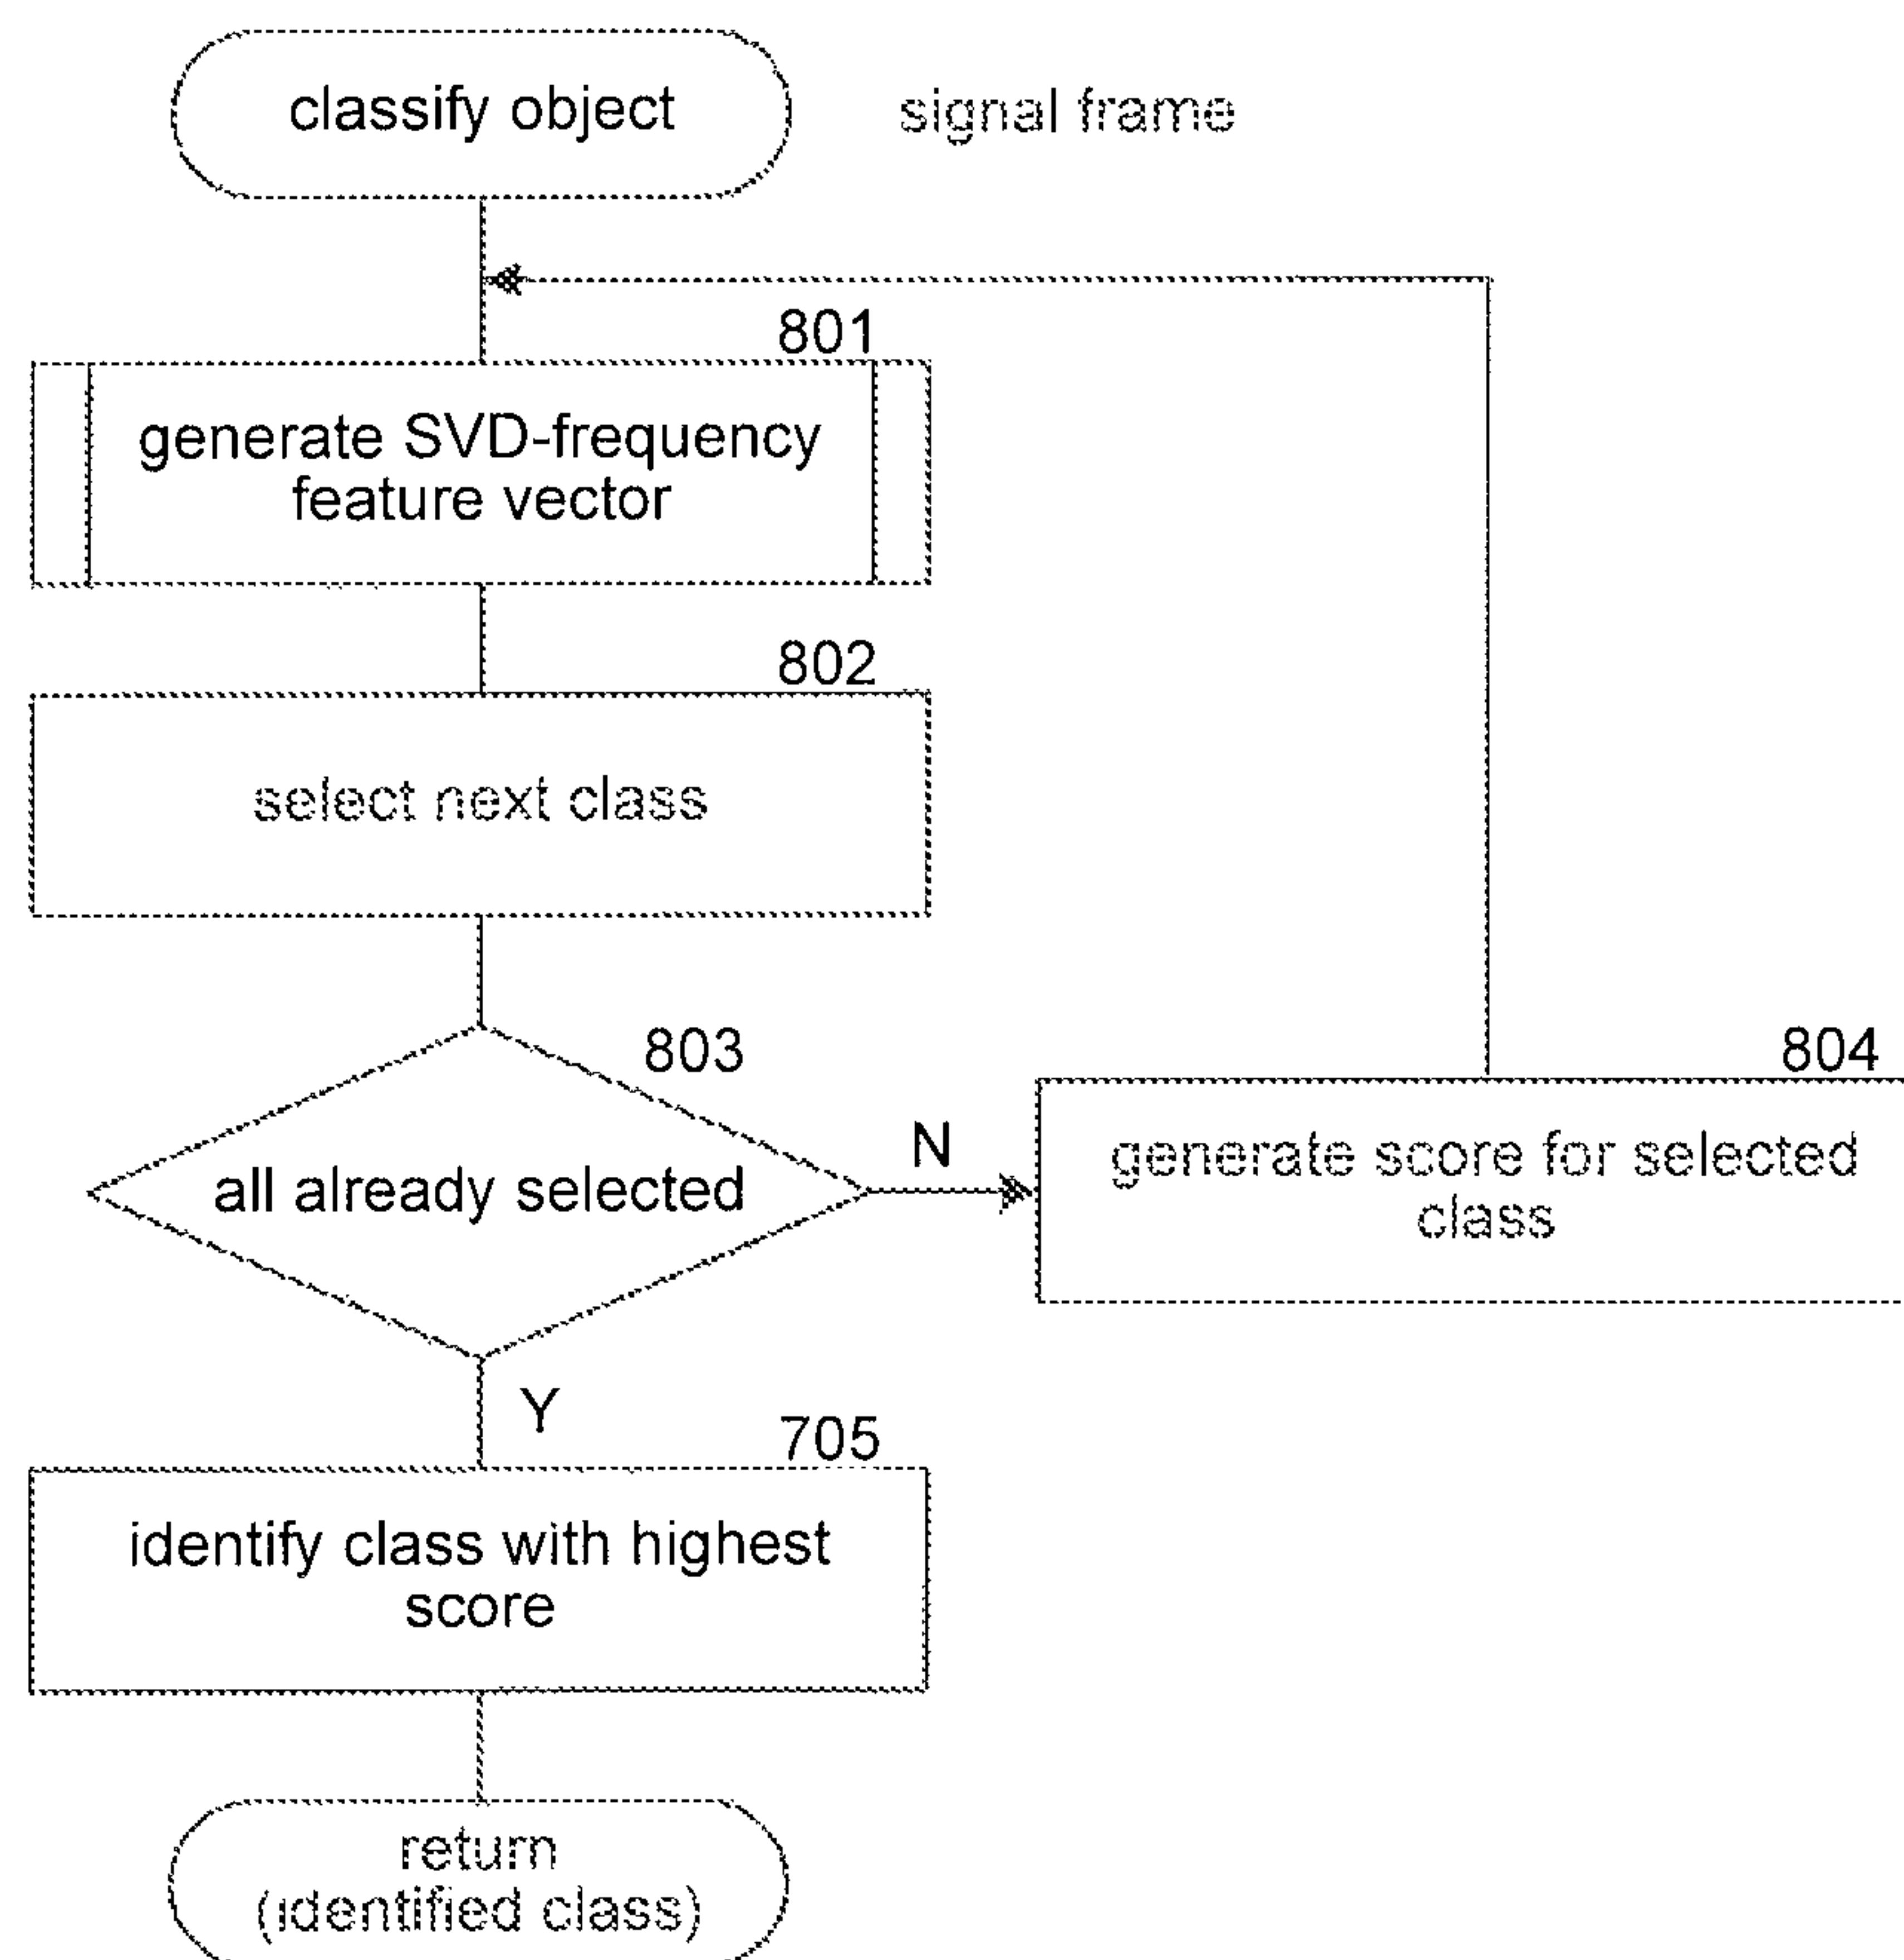 classify object
signal frame
801
generate SVD-frequency
feature vector
802
select next class
803
all already selected
N
804
generate score for selected
class
Y
705
identify class with highest
score
return
(identified class)